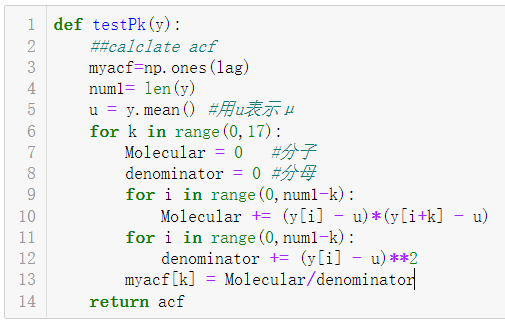 1 def testPk(y):
2 ##calclate acf
3 myacf=np.ones(lag)
4 num1= len(y)
5 u = y.mean() #用u表示μ
6 for k in range(0,17):
7 Molecular = 0 #分子
8 denominator = 0 #分母
9 for i in range(0,num1-k):
10 Molecular += (y[i] - u)*(y[i+k] - u)
11 for i in range(0,num1-k):
12 denominator += (y[i] - u)**2
13 myacf[k] = Molecular/denominator
14 return acf